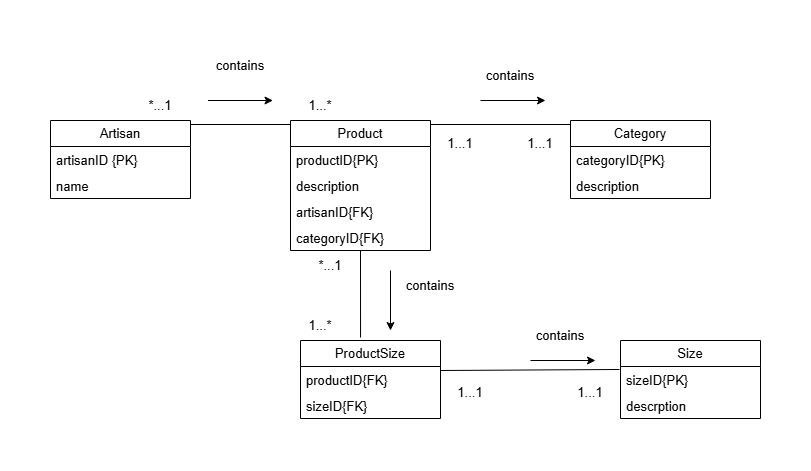 contains
contains
*...1
1...*
Artisan
Product
Category
1...1
1...1
artisanID {PK}
productID{PK}
categoryID{PK}
name
description
description
artisanID{FK}
categoryID{FK}
*...1
contains
1...*
contains
ProductSize
Size
productID{FK}
sizeID{PK}
1...1
1...1
sizeID{FK}
descrption